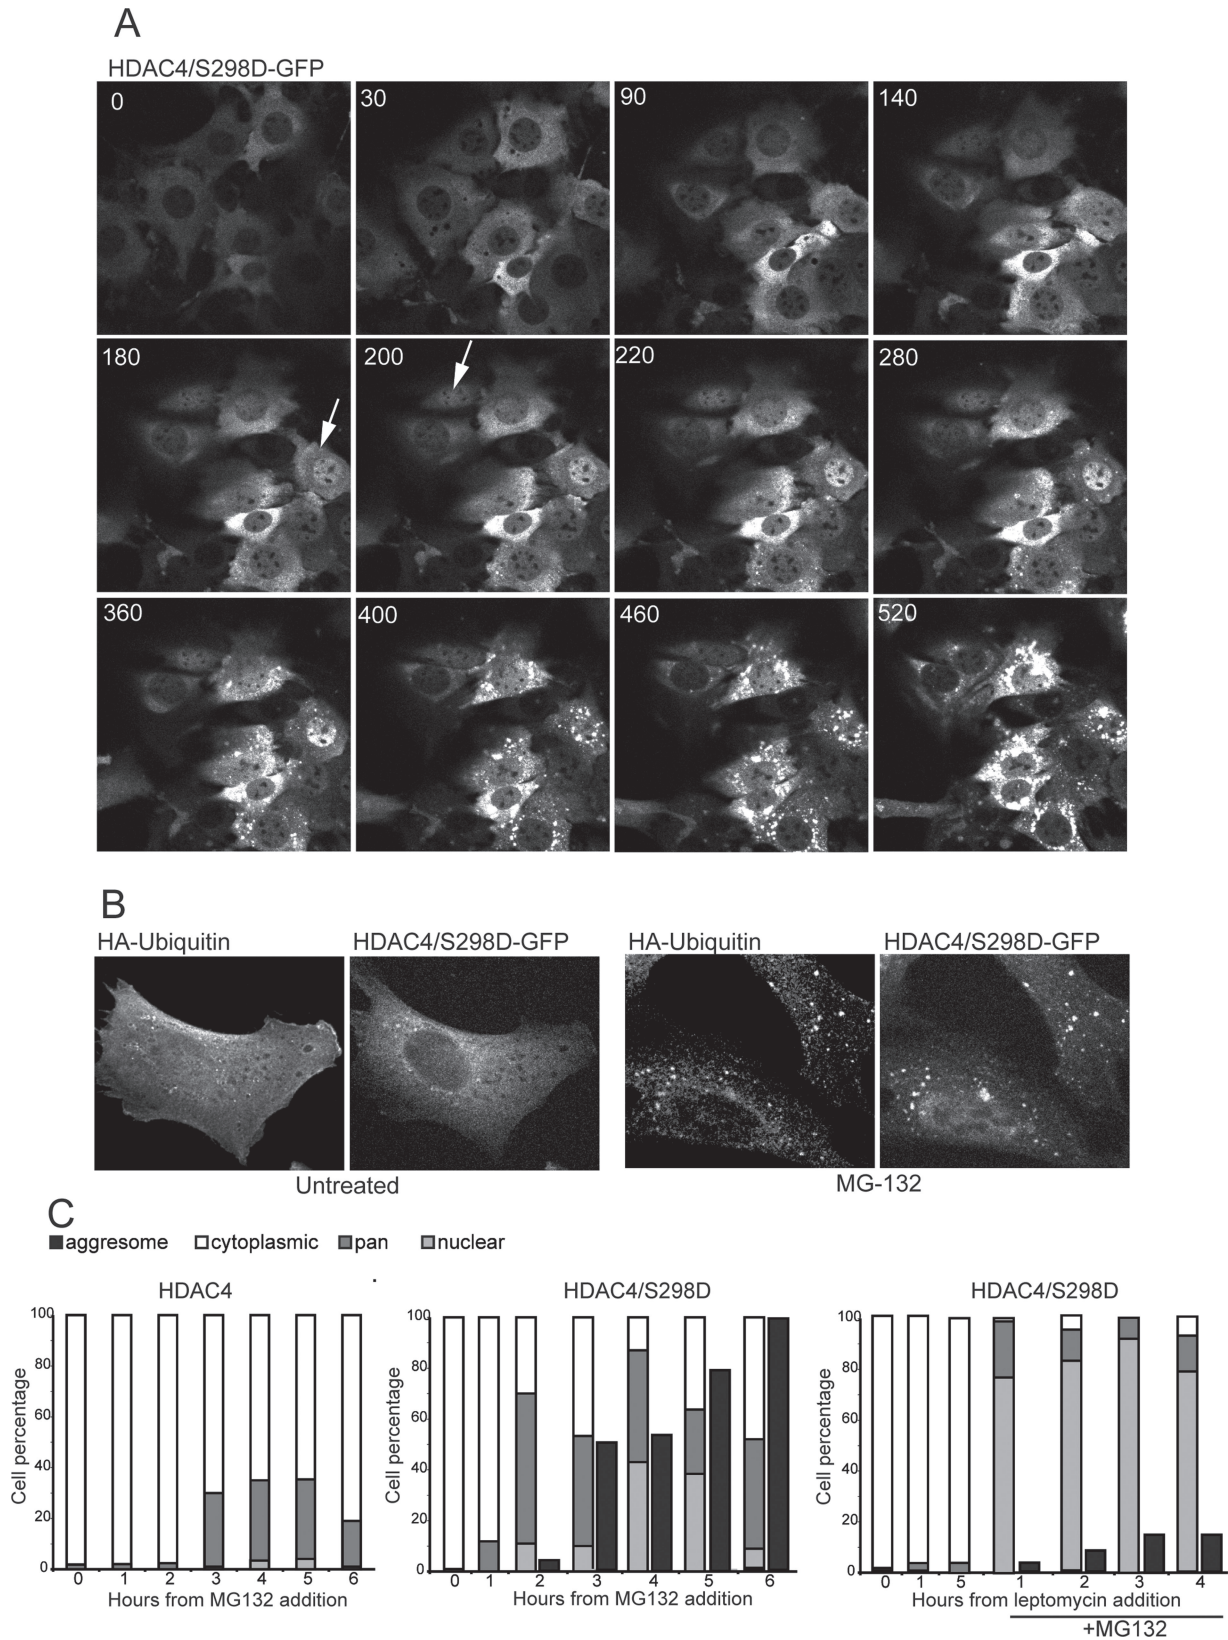 A
HDAC4/S298D-GFP
0 30 90 140
180 200 220 280
360 400 460 520
B
HA-Ubiquitin HDAC4/S298D-GFP HA-Ubiquitin HDAC4/S298D-GFP
Untreated MG-132
C
aggresome cytoplasmic pan nuclear
HDAC4 HDAC4/S298D HDAC4/S298D
100
80
60
40
20
0
Cell percentage
0 1 2 3 4 5 6
Hours from MG132 addition
100
80
60
40
20
0
Cell percentage
0 1 2 3 4 5 6
Hours from MG132 addition
100
80
60
40
20
0
Cell percentage
0 1 5 1 2 3 4
Hours from leptomycin addition
+MG132